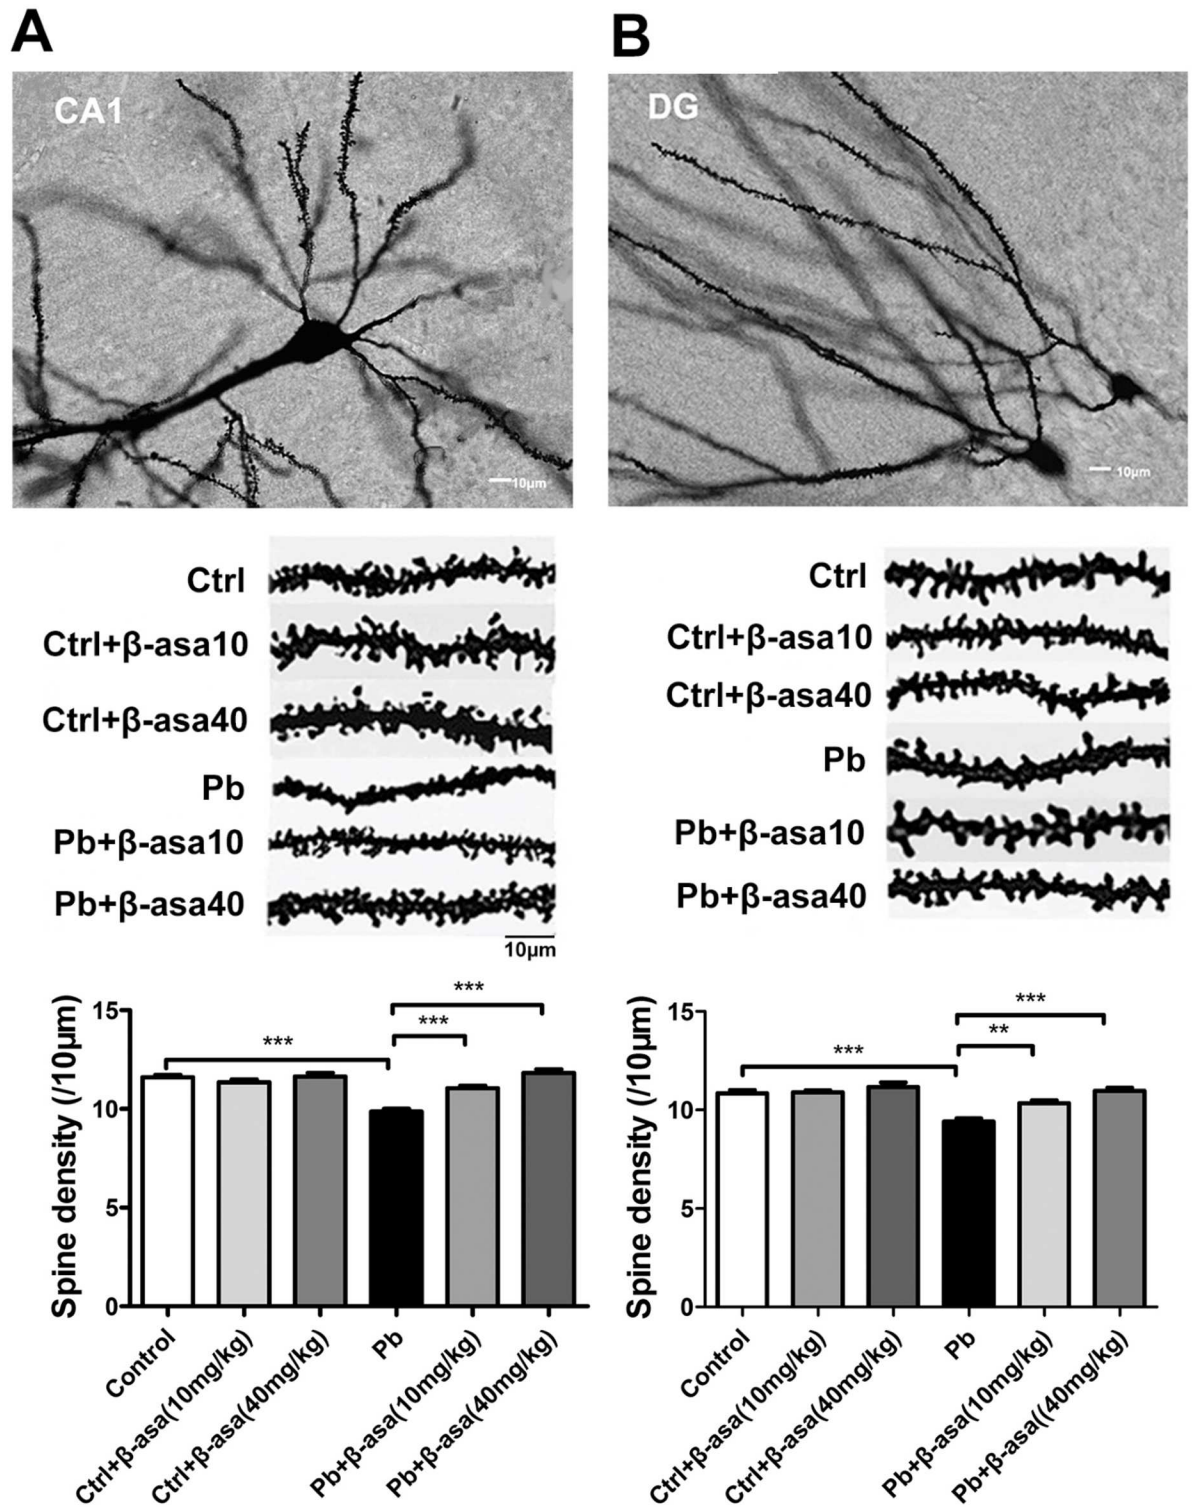 A
B
CA1
10μm
DG
10μm
Ctrl
Ctrl+β-asa10
Ctrl+β-asa40
Pb
Pb+β-asa10
Pb+β-asa40
10μm
Ctrl
Ctrl+β-asa10
Ctrl+β-asa40
Pb
Pb+β-asa10
Pb+β-asa40
Spine density (/10μm)
15
10
5
0
***
***
***
Control
Ctrl+β-asa(10mg/kg)
Ctrl+β-asa(40mg/kg)
Pb
Pb+β-asa(10mg/kg)
Pb+β-asa(40mg/kg)
Spine density (/10μm)
15
10
5
0
***
**
***
Control
Ctrl+β-asa(10mg/kg)
Ctrl+β-asa(40mg/kg)
Pb
Pb+β-asa(10mg/kg)
Pb+β-asa((40mg/kg)